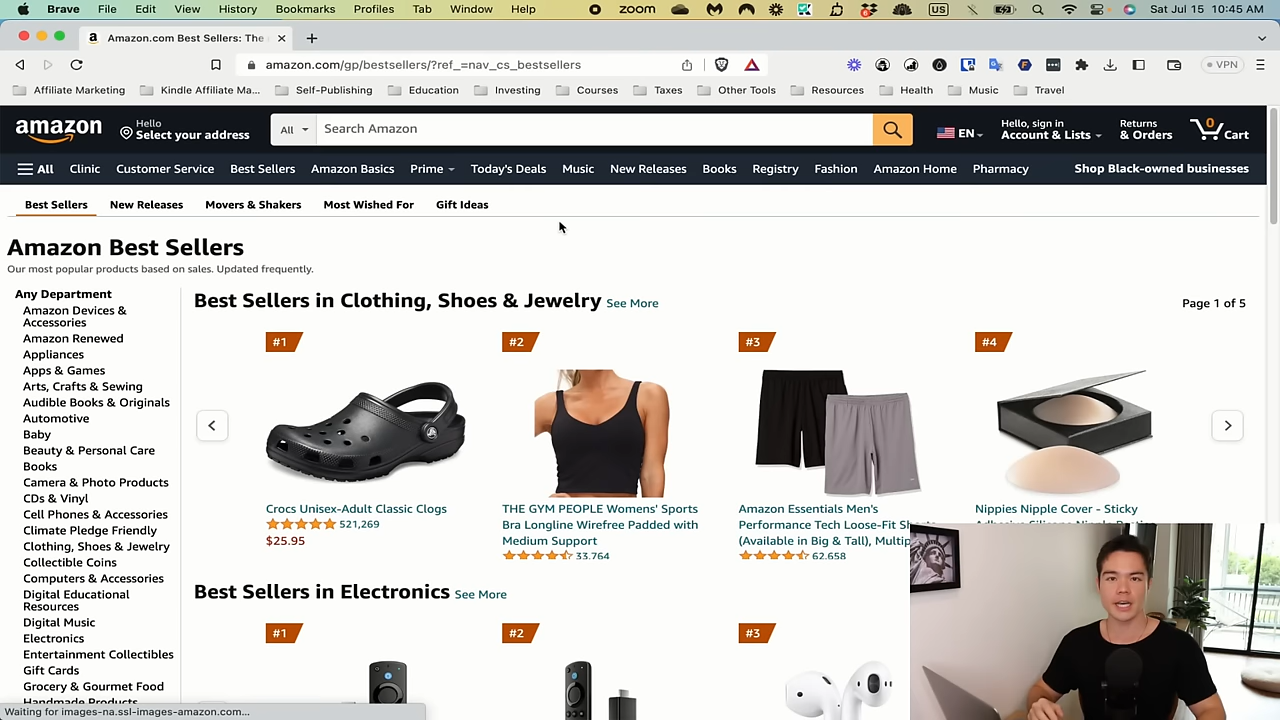 Brave File Edit View History Bookmarks Profiles Tab Window Help zoom US Sat Jul 15 10:45 AM
a Amazon.com Best Sellers: The
amazon.com/gp/bestsellers/?ref_=nav_cs_bestsellers VPN
Affiliate Marketing Kindle Affiliate Ma... Self-Publishing Education Investing Courses Taxes Other Tools Resources Health Music Travel
amazon Hello Select your address All Search Amazon EN Hello, sign in Account & Lists Returns & Orders 0 Cart
All Clinic Customer Service Best Sellers Amazon Basics Prime Today's Deals Music New Releases Books Registry Fashion Amazon Home Pharmacy Shop Black-owned businesses
Best Sellers New Releases Movers & Shakers Most Wished For Gift Ideas
Amazon Best Sellers
Our most popular products based on sales. Updated frequently.
Any Department
Amazon Devices &
Accessories
Amazon Renewed
Appliances
Apps & Games
Arts, Crafts & Sewing
Audible Books & Originals
Automotive
Baby
Beauty & Personal Care
Books
Camera & Photo Products
CDs & Vinyl
Cell Phones & Accessories
Climate Pledge Friendly
Clothing, Shoes & Jewelry
Collectible Coins
Computers & Accessories
Digital Educational
Resources
Digital Music
Electronics
Entertainment Collectibles
Gift Cards
Grocery & Gourmet Food
Handmade Products
Waiting for images-na.ssl-images-amazon.com...
Best Sellers in Clothing, Shoes & Jewelry See More Page 1 of 5
#1
Crocs Unisex-Adult Classic Clogs
521,269
$25.95
#2
THE GYM PEOPLE Womens' Sports
Bra Longline Wirefree Padded with
Medium Support
33,764
#3
Amazon Essentials Men's
Performance Tech Loose-Fit Shorts
(Available in Big & Tall), Multip
62,658
#4
Nippies Nipple Cover - Sticky
Best Sellers in Electronics See More
#1
#2
#3